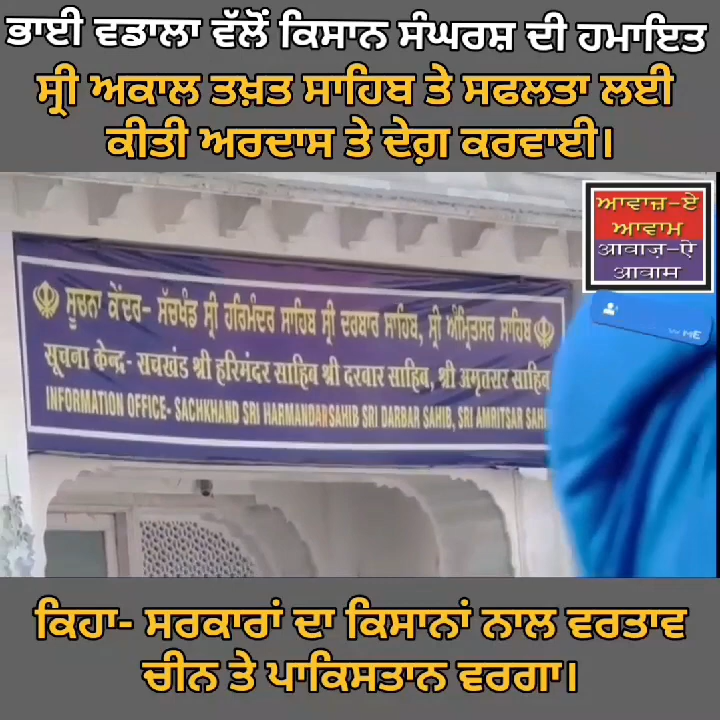 ਭਾਈ ਵਡਾਲਾ ਵੱਲੋਂ ਕਿਸਾਨ ਸੰਘਰਸ਼ ਦੀ ਹਮਾਇਤ
ਸ੍ਰੀ ਅਕਾਲ ਤਖ਼ਤ ਸਾਹਿਬ ਤੇ ਸਫਲਤਾ ਲਈ
ਕੀਤੀ ਅਰਦਾਸ ਤੇ ਦੇਗ਼ ਕਰਵਾਈ।
ਆਵਾਜ਼-ਏ
ਆਵਾਮ
आवाज़-ऐ
आवाम
ਸੂਚਨਾ ਕੇਂਦਰ- ਸੱਚਖੰਡ ਸ੍ਰੀ ਹਰਿਮੰਦਰ ਸਾਹਿਬ ਸ੍ਰੀ ਦਰਬਾਰ ਸਾਹਿਬ, ਸ੍ਰੀ ਅੰਮ੍ਰਿਤਸਰ ਸਾਹਿਬ
सूचना केन्द्र- सचखंड श्री हरिमंदर साहिब श्री दरबार साहिब, श्री अमृतसर साहिब
INFORMATION OFFICE- SACHKHAND SRI HARMANDAR SAHIB SRI DARBAR SAHIB, SRI AMRITSAR SAHI
ਕਿਹਾ- ਸਰਕਾਰਾਂ ਦਾ ਕਿਸਾਨਾਂ ਨਾਲ ਵਰਤਾਵ
ਚੀਨ ਤੇ ਪਾਕਿਸਤਾਨ ਵਰਗਾ।